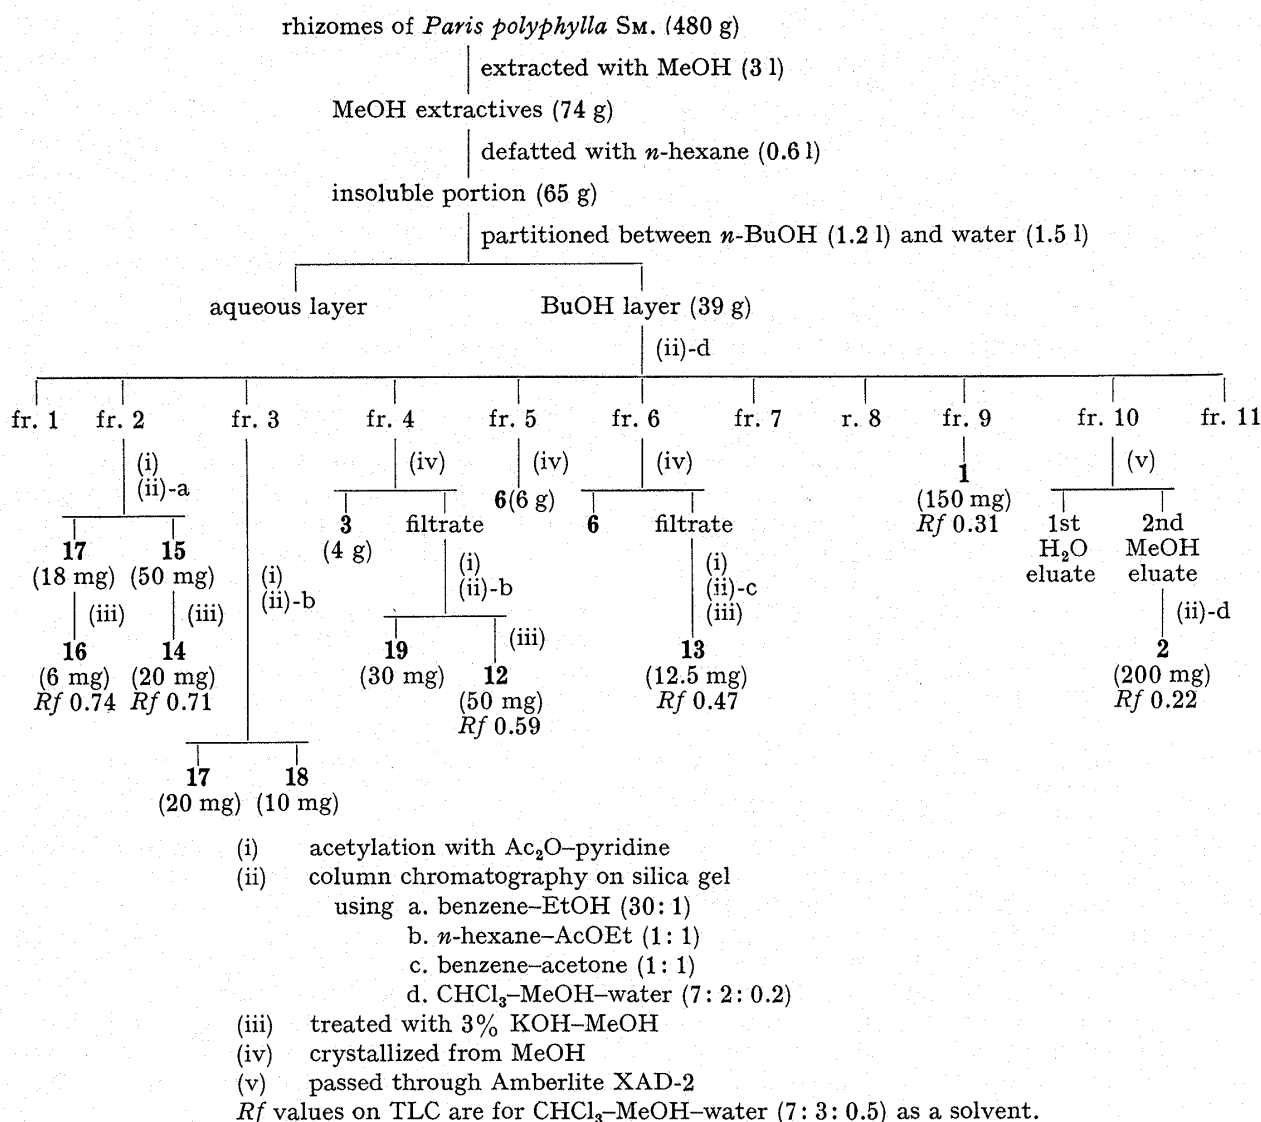 rhizomes of Paris polyphylla SM. (480 g)
extracted with MeOH (3 l)
MeOH extractives (74 g)
defatted with n-hexane (0.6 l)
insoluble portion (65 g)
partitioned between n-BuOH (1.2 l) and water (1.5 l)
aqueous layer BuOH layer (39 g)
(ii)-d
fr. 1 fr. 2 fr. 3 fr. 4 fr. 5 fr. 6 fr. 7 r. 8 fr. 9 fr. 10 fr. 11
(i) (iv) (iv) (iv) (v)
(ii)-a
1
6(6 g) (150 mg)
3 filtrate 6 filtrate Rf 0.31 1st 2nd
(4 g) H₂O MeOH
17 15 eluate eluate
(18 mg) (50 mg) (i) (i) (i)
(ii)-b (ii)-b (ii)-c
(iii) (iii) (iii) (ii)-d
(iii)
16 14 19 13 2
(6 mg) (20 mg) (30 mg) 12 (12.5 mg) (200 mg)
Rf 0.74 Rf 0.71 (50 mg) Rf 0.47 Rf 0.22
Rf 0.59
17 18
(20 mg) (10 mg)
(i) acetylation with Ac₂O–pyridine
(ii) column chromatography on silica gel
using a. benzene–EtOH (30: 1)
b. n-hexane–AcOEt (1: 1)
c. benzene–acetone (1: 1)
d. CHCl₃–MeOH–water (7: 2: 0.2)
(iii) treated with 3% KOH–MeOH
(iv) crystallized from MeOH
(v) passed through Amberlite XAD-2
Rf values on TLC are for CHCl₃–MeOH–water (7: 3: 0.5) as a solvent.